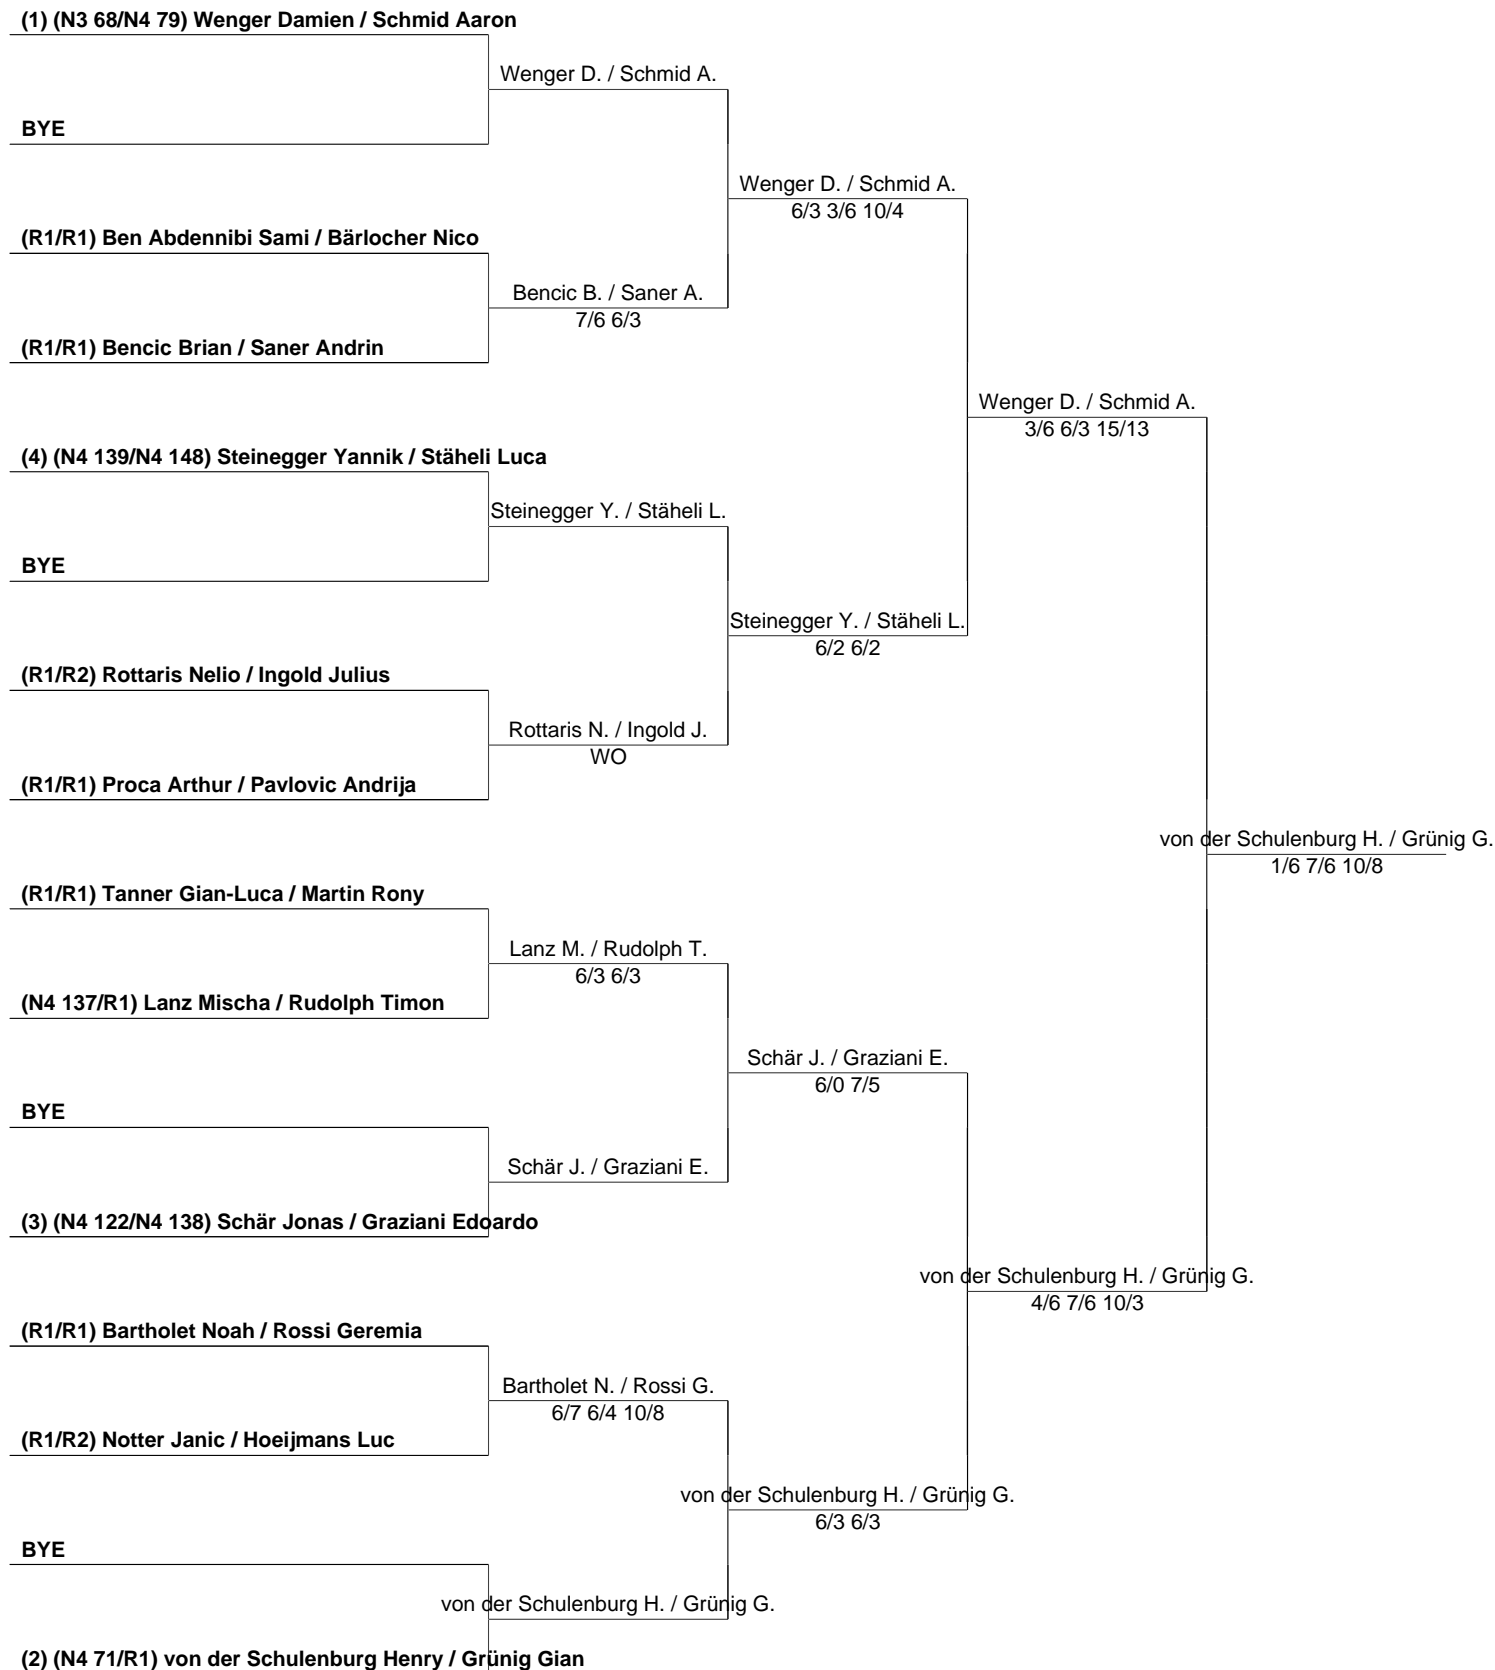 (1) (N3 68/N4 79) Wenger Damien / Schmid Aaron
Wenger D. / Schmid A.
BYE
Wenger D. / Schmid A.
6/3 3/6 10/4
(R1/R1) Ben Abdennibi Sami / Bärlocher Nico
Bencic B. / Saner A.
7/6 6/3
(R1/R1) Bencic Brian / Saner Andrin
Wenger D. / Schmid A.
3/6 6/3 15/13
(4) (N4 139/N4 148) Steinegger Yannik / Stäheli Luca
Steinegger Y. / Stäheli L.
BYE
Steinegger Y. / Stäheli L.
6/2 6/2
(R1/R2) Rottaris Nelio / Ingold Julius
Rottaris N. / Ingold J.
WO
(R1/R1) Proca Arthur / Pavlovic Andrija
von der Schulenburg H. / Grünig G.
1/6 7/6 10/8
(R1/R1) Tanner Gian-Luca / Martin Rony
Lanz M. / Rudolph T.
6/3 6/3
(N4 137/R1) Lanz Mischa / Rudolph Timon
Schär J. / Graziani E.
6/0 7/5
BYE
Schär J. / Graziani E.
(3) (N4 122/N4 138) Schär Jonas / Graziani Edoardo
von der Schulenburg H. / Grünig G.
4/6 7/6 10/3
(R1/R1) Bartholet Noah / Rossi Geremia
Bartholet N. / Rossi G.
6/7 6/4 10/8
(R1/R2) Notter Janic / Hoeijmans Luc
von der Schulenburg H. / Grünig G.
6/3 6/3
BYE
von der Schulenburg H. / Grünig G.
(2) (N4 71/R1) von der Schulenburg Henry / Grünig Gian